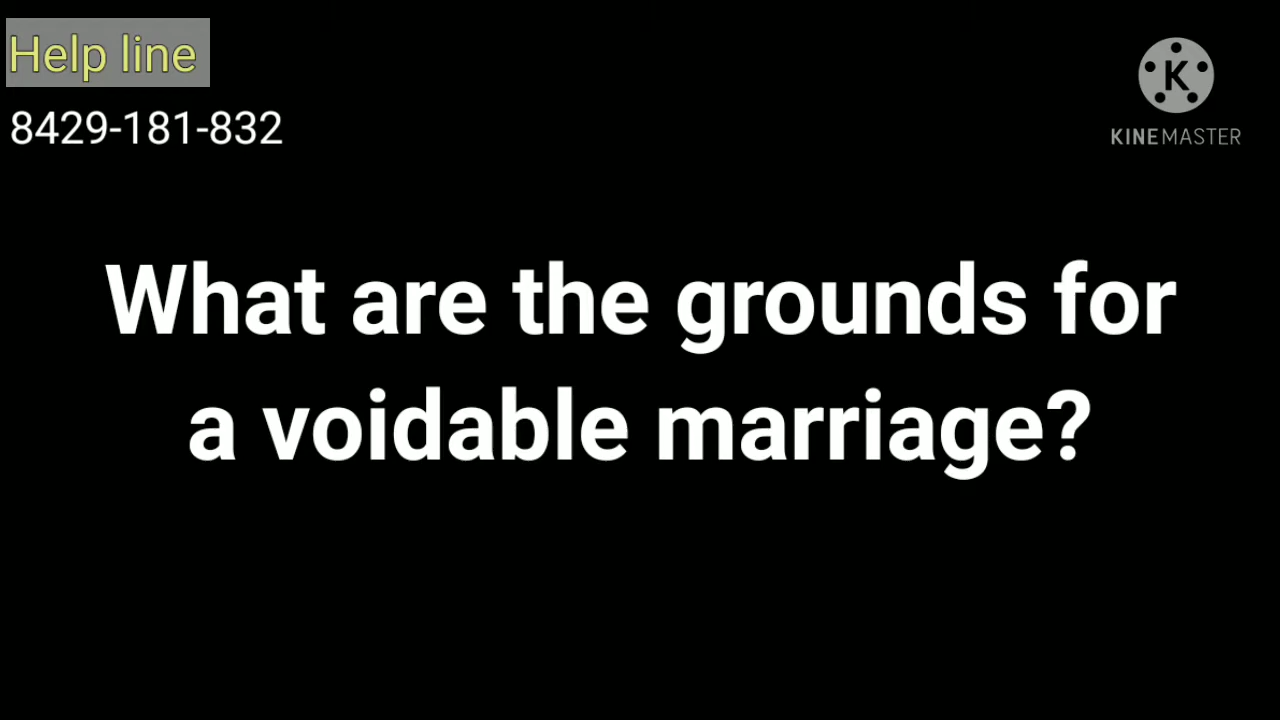 Help line
8429-181-832
K
KINEMASTER
What are the grounds for
a voidable marriage?